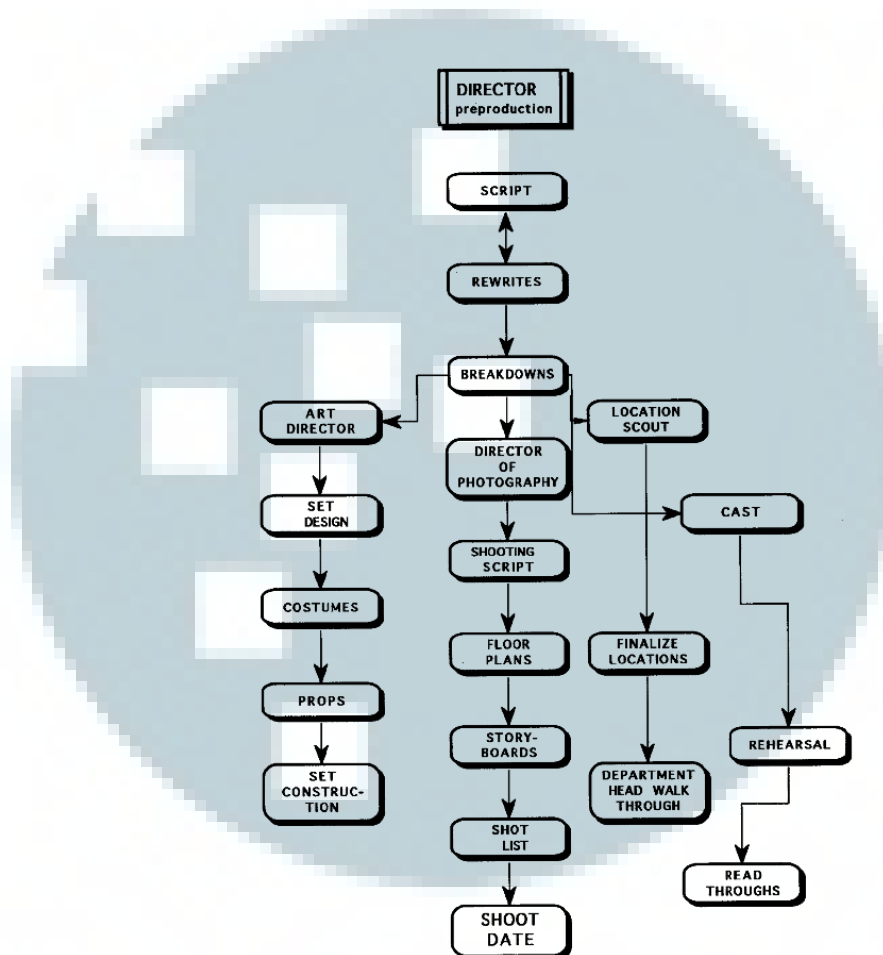 DIRECTOR
preproduction
SCRIPT
REWRITES
BREAKDOWNS
ART
DIRECTOR
LOCATION
SCOUT
DIRECTOR
OF
PHOTOGRAPHY
SET
DESIGN
CAST
SHOOTING
SCRIPT
COSTUMES
FLOOR
PLANS
FINALIZE
LOCATIONS
PROPS
STORY-
BOARDS
REHEARSAL
SET
CONSTRUC-
TION
DEPARTMENT
HEAD WALK
THROUGH
SHOT
LIST
READ
THROUGHS
SHOOT
DATE